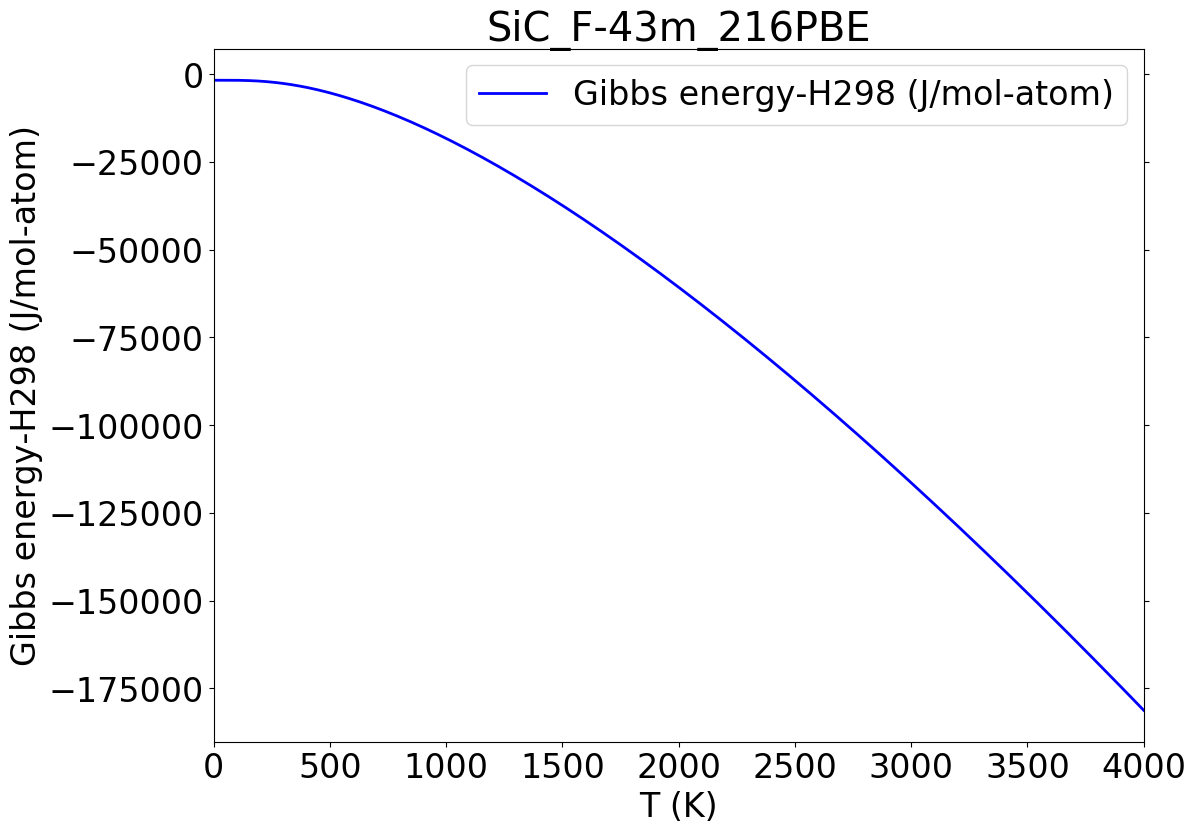 SiC_F-43m_216PBE
Gibbs energy-H298 (J/mol-atom)
Gibbs energy-H298 (J/mol-atom)
0
−25000
−50000
−75000
−100000
−125000
−150000
−175000
0 500 1000 1500 2000 2500 3000 3500 4000
T (K)